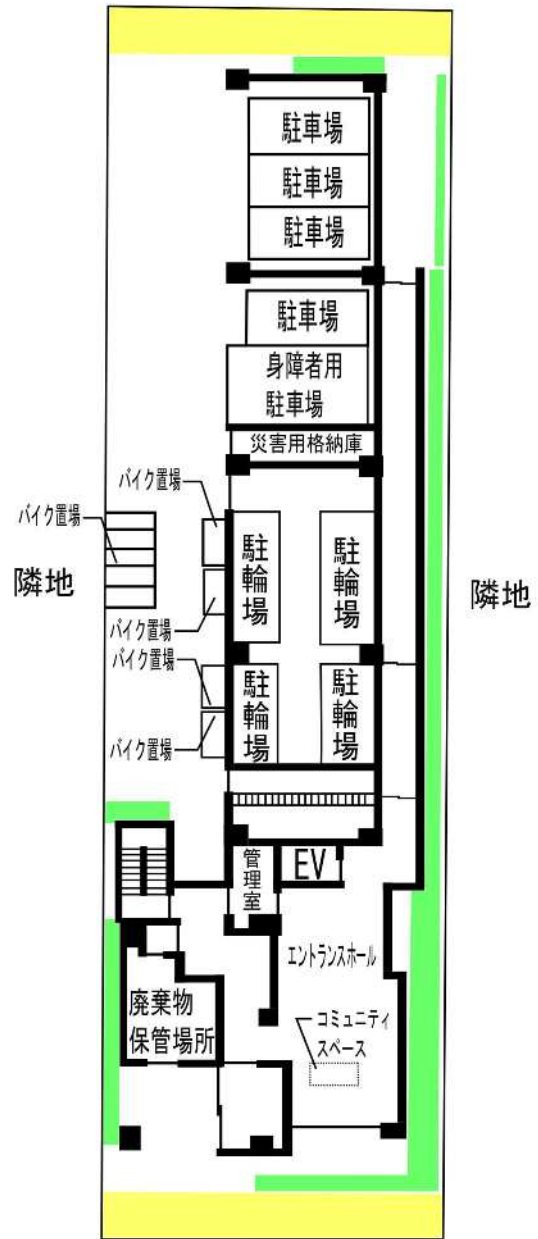 駐車場
駐車場
駐車場
駐車場
身障者用
駐車場
災害用格納庫
バイク置場
バイク置場
隣地
隣地
駐輪場
駐輪場
バイク置場
バイク置場
駐輪場
駐輪場
バイク置場
管理室
EV
エントランスホール
廃棄物
保管場所
コミュニティ
スペース